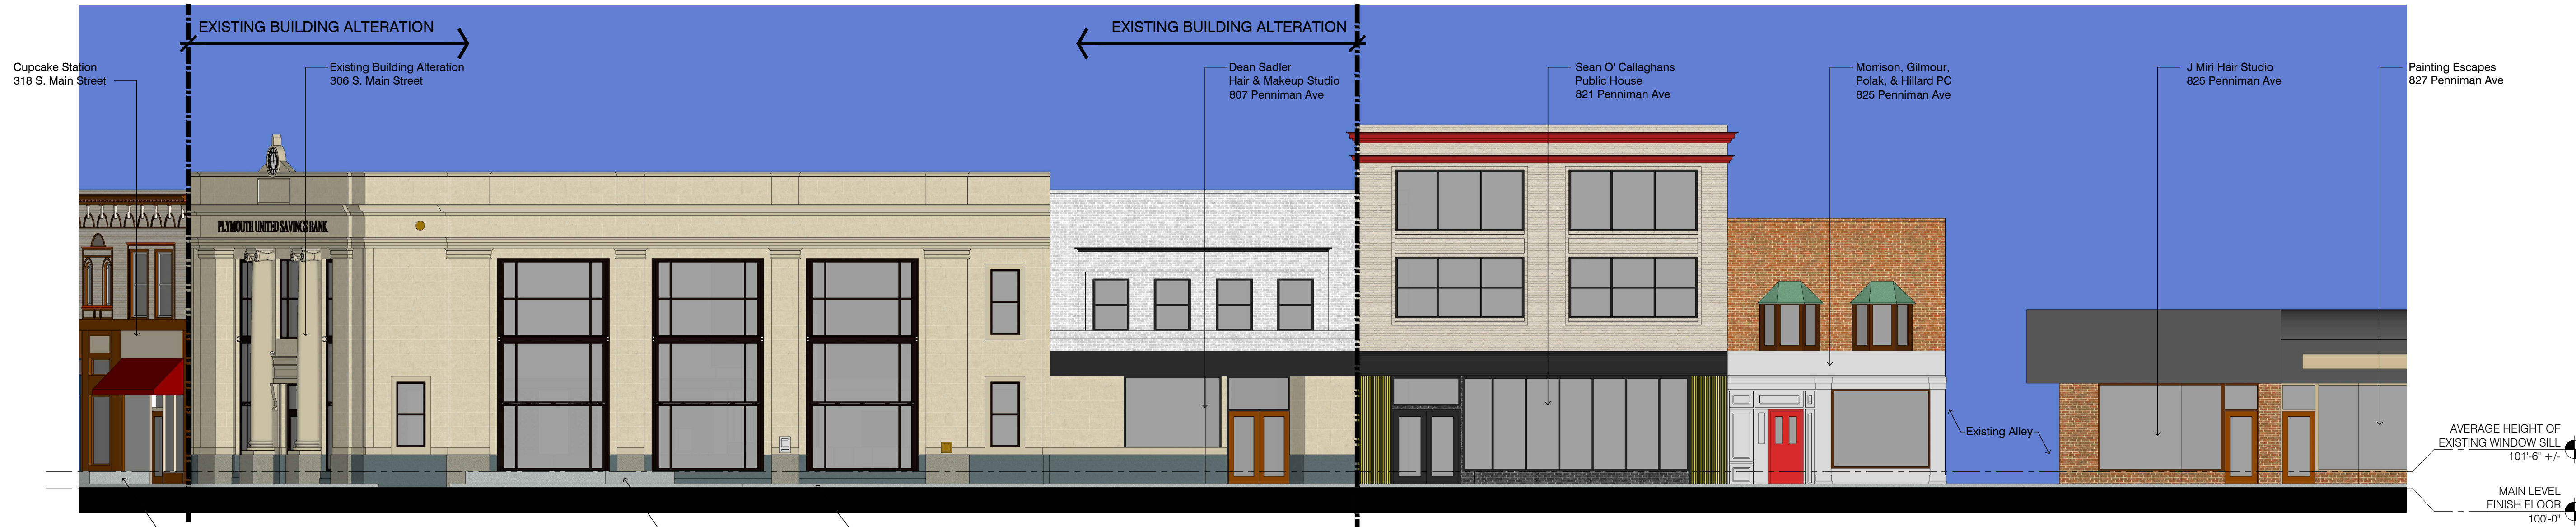 EXISTING BUILDING ALTERATION
EXISTING BUILDING ALTERATION
Cupcake Station
318 S. Main Street
Existing Building Alteration
306 S. Main Street
Dean Sadler
Hair & Makeup Studio
807 Penniman Ave
Sean O' Callaghans
Public House
821 Penniman Ave
Morrison, Gilmour,
Polak, & Hillard PC
825 Penniman Ave
J Miri Hair Studio
825 Penniman Ave
Painting Escapes
827 Penniman Ave
PLYMOUTH UNITED SAVINGS BANK
Existing Alley
AVERAGE HEIGHT OF
EXISTING WINDOW SILL
101'-6" +/-
MAIN LEVEL
FINISH FLOOR
100'-0"